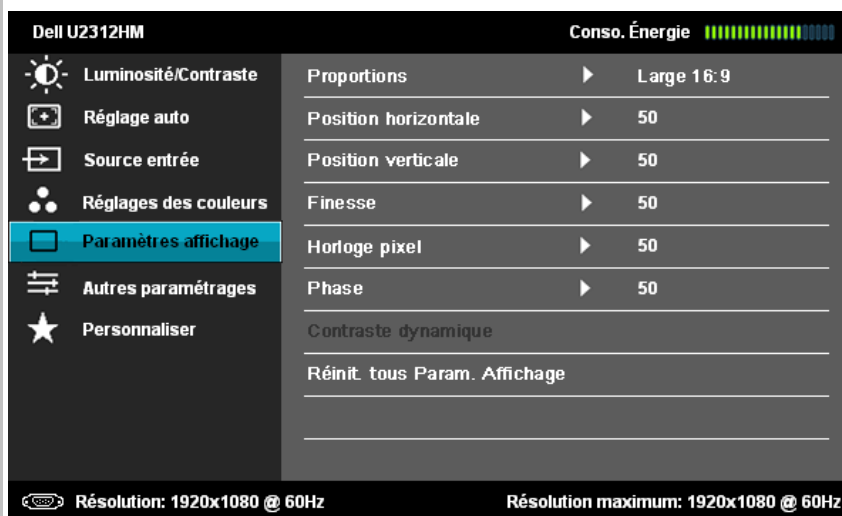 Dell U2312HM Conso. Énergie
Luminosité/Contraste
Réglage auto
Source entrée
Réglages des couleurs
Paramètres affichage
Autres paramétrages
Personnaliser
Proportions Large 16:9
Position horizontale 50
Position verticale 50
Finesse 50
Horloge pixel 50
Phase 50
Contraste dynamique
Réinit. tous Param. Affichage
Résolution: 1920x1080 @ 60Hz Résolution maximum: 1920x1080 @ 60Hz